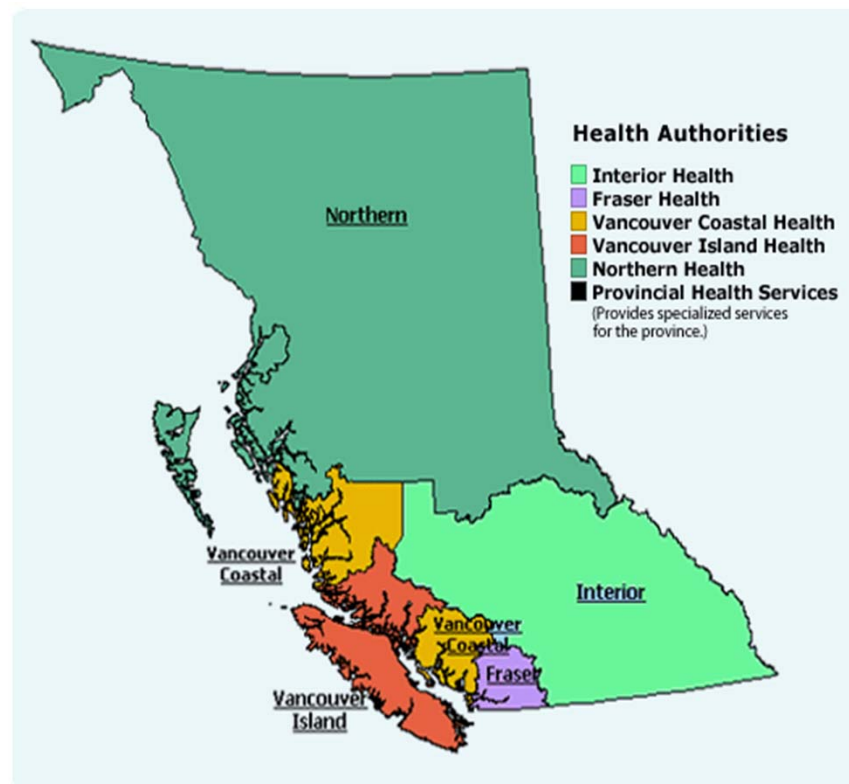 Health Authorities
Interior Health
Fraser Health
Vancouver Coastal Health
Vancouver Island Health
Northern Health
Provincial Health Services
(Provides specialized services
for the province.)
Northern
Vancouver
Coastal
Interior
Vancouver
Coastal
Fraser
Vancouver
Island